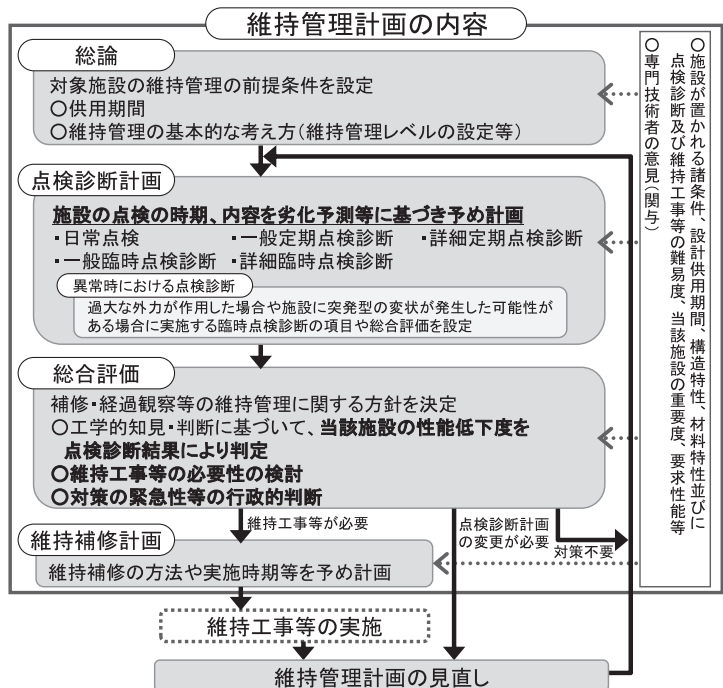 維持管理計画の内容
総論
対象施設の維持管理の前提条件を設定
○供用期間
○維持管理の基本的な考え方(維持管理レベルの設定等)
点検診断計画
施設の点検の時期、内容を劣化予測等に基づき予め計画
・日常点検　・一般定期点検診断　・詳細定期点検診断
・一般臨時点検診断　・詳細臨時点検診断
異常時における点検診断
過大な外力が作用した場合や施設に突発型の変状が発生した可能性が
ある場合に実施する臨時点検診断の項目や総合評価を設定
総合評価
補修・経過観察等の維持管理に関する方針を決定
○工学的知見・判断に基づいて、当該施設の性能低下度を
点検診断結果により判定
○維持工事等の必要性の検討
○対策の緊急性等の行政的判断
維持工事等が必要
点検診断計画
の変更が必要
対策不要
維持補修計画
維持補修の方法や実施時期等を予め計画
維持工事等の実施
維持管理計画の見直し
○施設が置かれる諸条件、設計供用期間、構造特性、材料特性並びに
点検診断及び維持工事等の難易度、当該施設の重要度、要求性能等
○専門技術者の意見(関与)